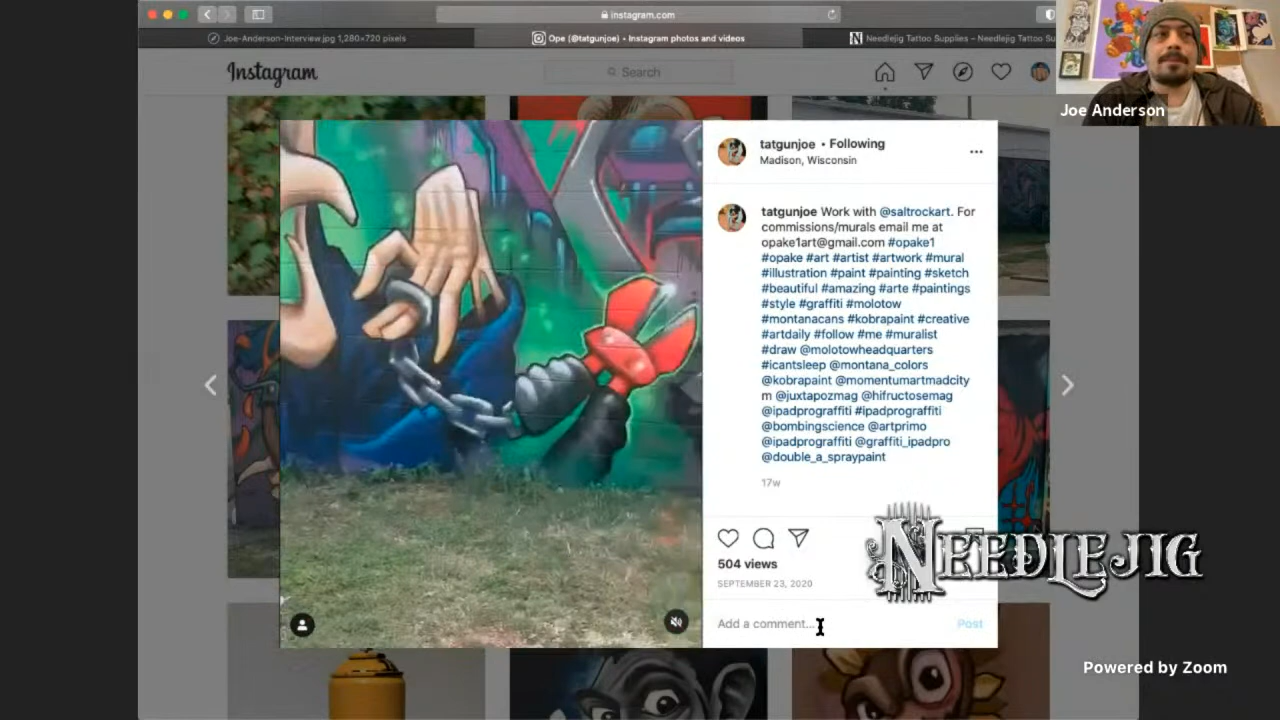 instagram.com
Joe-Anderson-Interview.jpg 1,280×720 pixels
Ope (@tatgunjoe) • Instagram photos and videos
Needlejig Tattoo Supplies – Needlejig Tattoo Su
Instagram
Search
Joe Anderson
tatgunjoe • Following
Madison, Wisconsin
tatgunjoe Work with @saltrockart. For
commissions/murals email me at
opake1art@gmail.com #opake1
#opake #art #artist #artwork #mural
#illustration #paint #painting #sketch
#beautiful #amazing #arte #paintings
#style #graffiti #molotow
#montanacans #kobrapaint #creative
#artdaily #follow #me #muralist
#draw @molotowheadquarters
#icantsleep @montana_colors
@kobrapaint @momentumartmadcity
m @juxtapozmag @hifructosemag
@ipadprograffiti #ipadprograffiti
@bombingscience @artprimo
@ipadprograffiti @graffiti_ipadpro
@double_a_spraypaint
17w
504 views
SEPTEMBER 23, 2020
NEEDLEJIG
Add a comment...
Post
Powered by Zoom